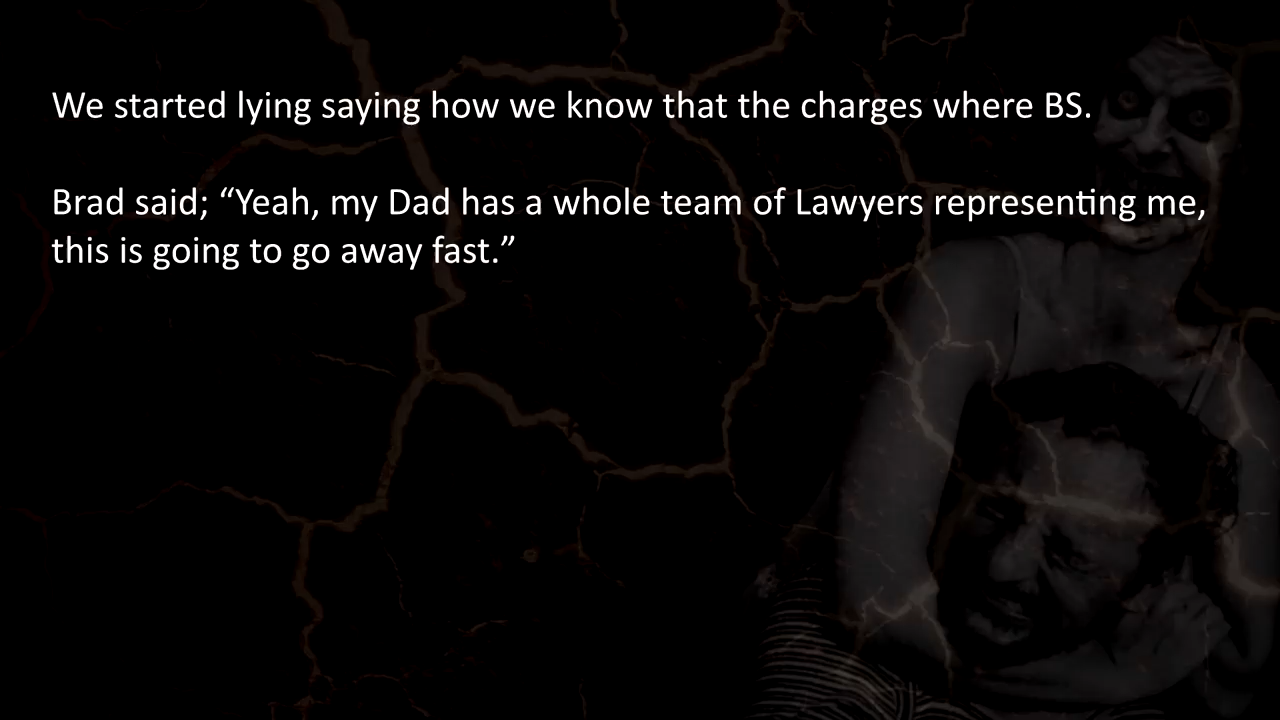 We started lying saying how we know that the charges where BS.
Brad said; “Yeah, my Dad has a whole team of Lawyers representing me,
this is going to go away fast.”